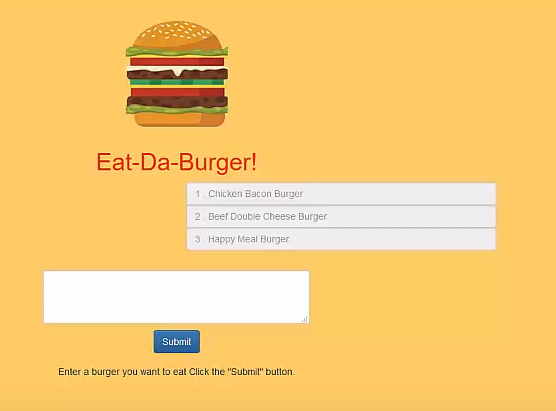 Eat-Da-Burger!
1 . Chicken Bacon Burger
2 . Beef Double Cheese Burger
3 . Happy Meal Burger
Submit
Enter a burger you want to eat Click the "Submit" button.